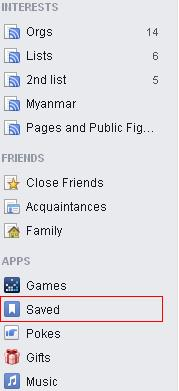 INTERESTS
Orgs 14
Lists 6
2nd list 5
Myanmar
Pages and Public Fig...
FRIENDS
Close Friends
Acquaintances
Family
APPS
Games
Saved
Pokes
Gifts
Music